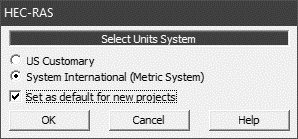 HEC-RAS
Select Units System
US Customary
System International (Metric System)
Set as default for new projects
OK Cancel Help